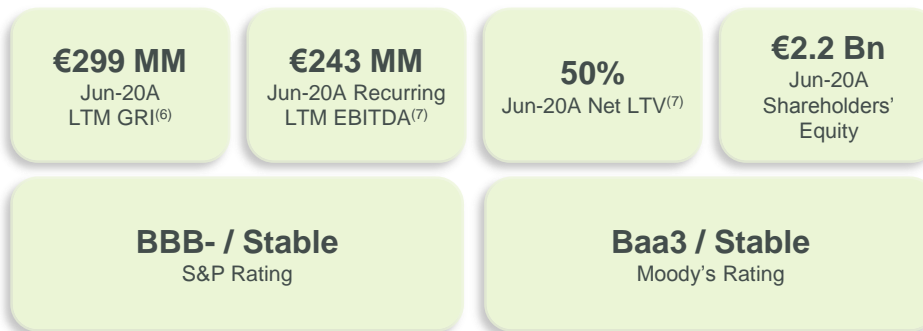 €299 MM
Jun-20A
LTM GRI(6)
€243 MM
Jun-20A Recurring
LTM EBITDA(7)
50%
Jun-20A Net LTV(7)
€2.2 Bn
Jun-20A
Shareholders'
Equity
BBB- / Stable
S&P Rating
Baa3 / Stable
Moody's Rating